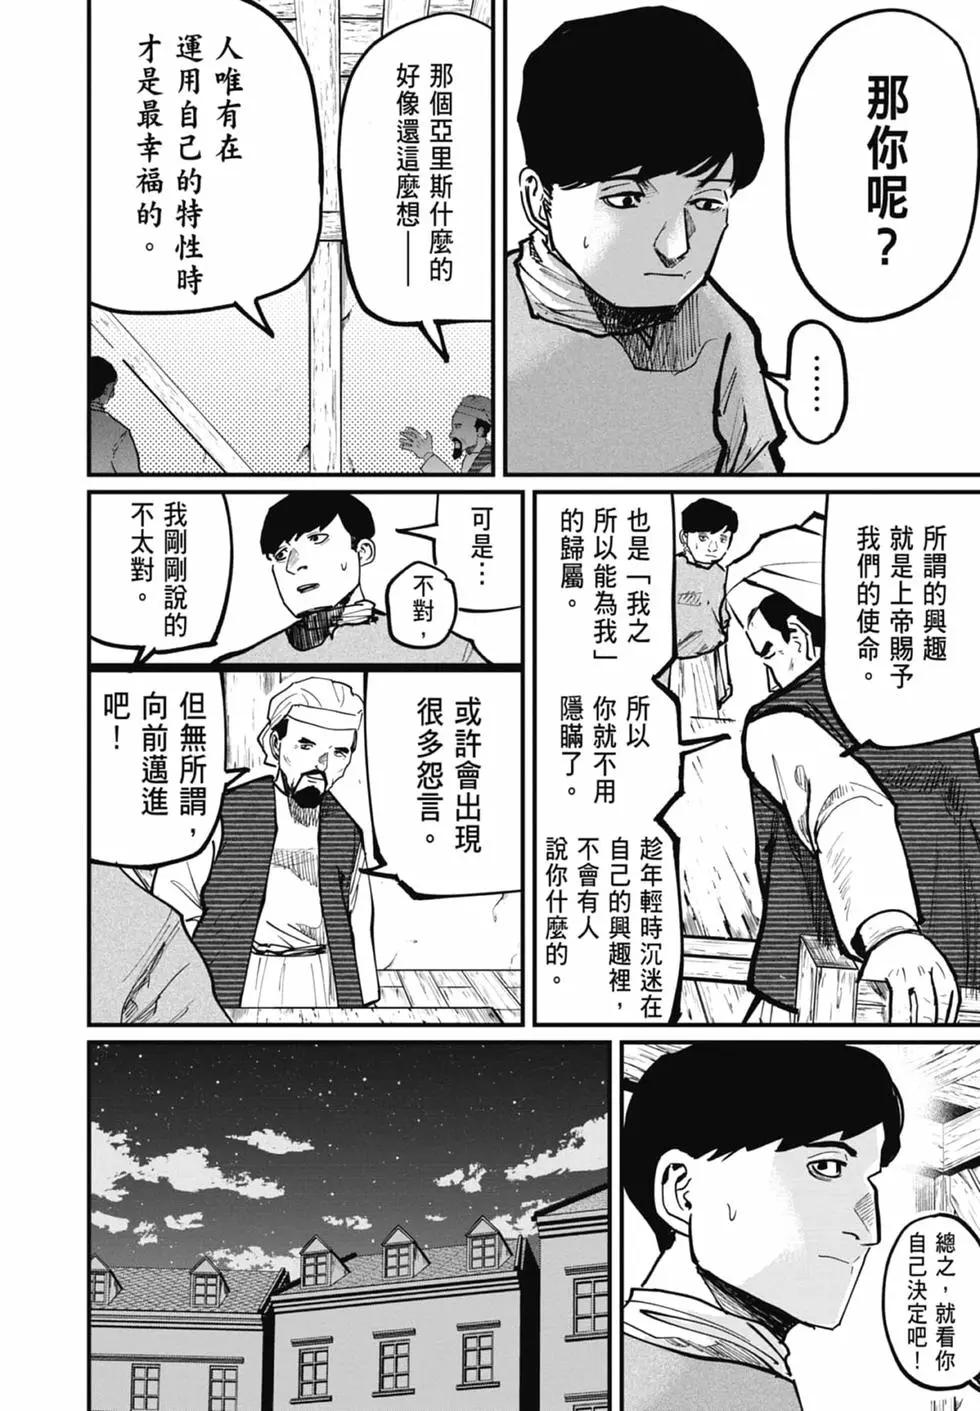 那你呢？
……
那個亞里斯什麼的
好像還這麼想——
人唯有在
運用自己的特性時
才是最幸福的。
所謂的興趣
就是上帝賜予
我們的使命。
也是「我之
所以能為我」
的歸屬。
所以
你就不用
隱瞞了。
趁年輕時沉迷在
自己的興趣裡，
不會有人
說你什麼的。
可是…
不對，
我剛剛說的
不太對。
或許會出現
很多怨言。
但無所謂，
向前邁進
吧！
總之，就看你
自己決定吧！